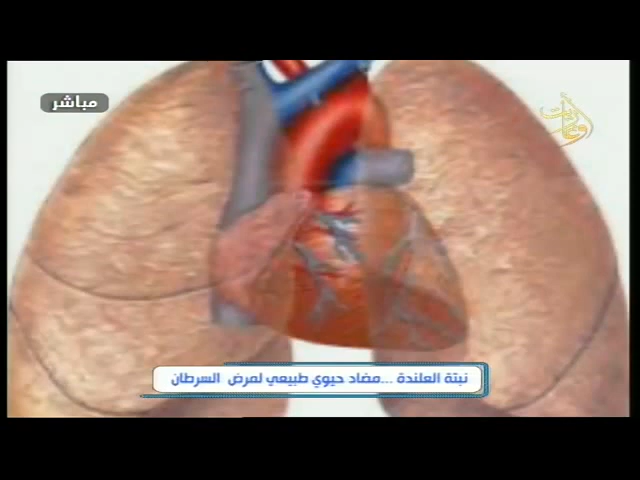 مباشر
نبتة العلندة ...مضاد حيوي طبيعي لمرض السرطان